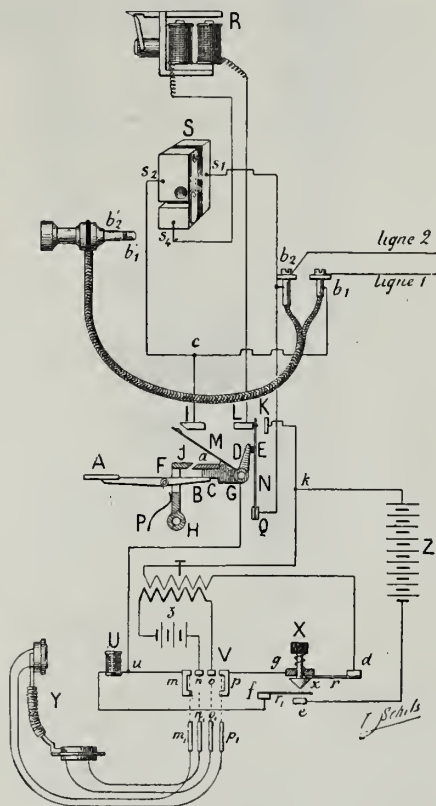 R
S
s2
s1
s4
b'2
b'1
b2
ligne 2
ligne 1
b1
c
I
L
K
M
D
E
A
F
J
a
B
C
G
N
P
H
Q
k
T
Z
3
X
U
u
V
m
n
o
p
g
x
r
d
f
r1
e
Y
m1
n1
o1
p1
T Schils